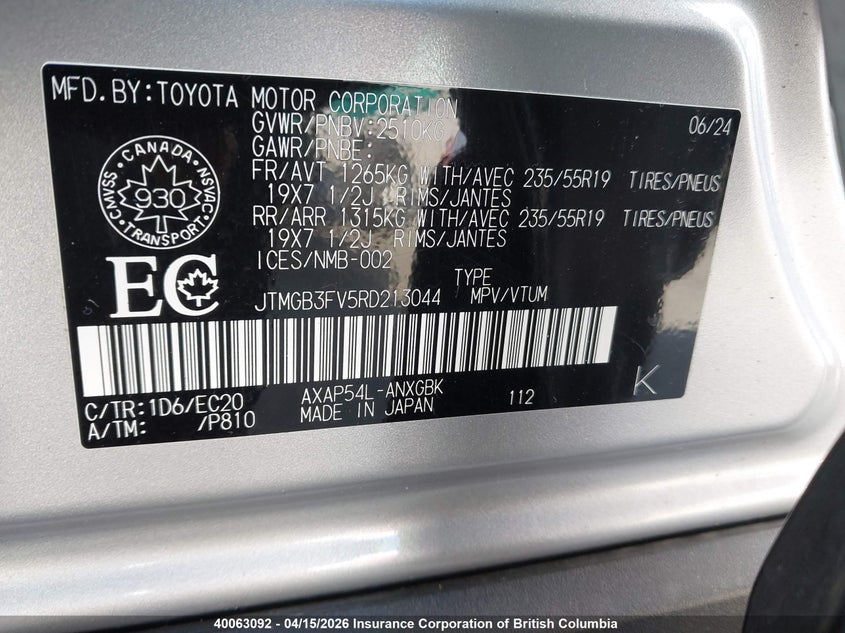 MFD.BY:TOYOTA MOTOR CORPORATION 06/24
GVWR/PNBV:2510KG
GAWR/PNBE:
FR/AVT 1265KG WITH/AVEC 235/55R19 TIRES/PNEUS
19X7 1/2J RIMS/JANTES
RR/ARR 1315KG WITH/AVEC 235/55R19 TIRES/PNEUS
19X7 1/2J RIMS/JANTES
ICES/NMB-002
CANADA
CMVSS 930 NSVAC
TRANSPORT
EC
TYPE
JTMGB3FV5RD213044 MPV/VTUM
C/TR:1D6/EC20 AXAP54L-ANXGBK 112 K
A/TM: /P810 MADE IN JAPAN
40063092 - 04/15/2026 Insurance Corporation of British Columbia